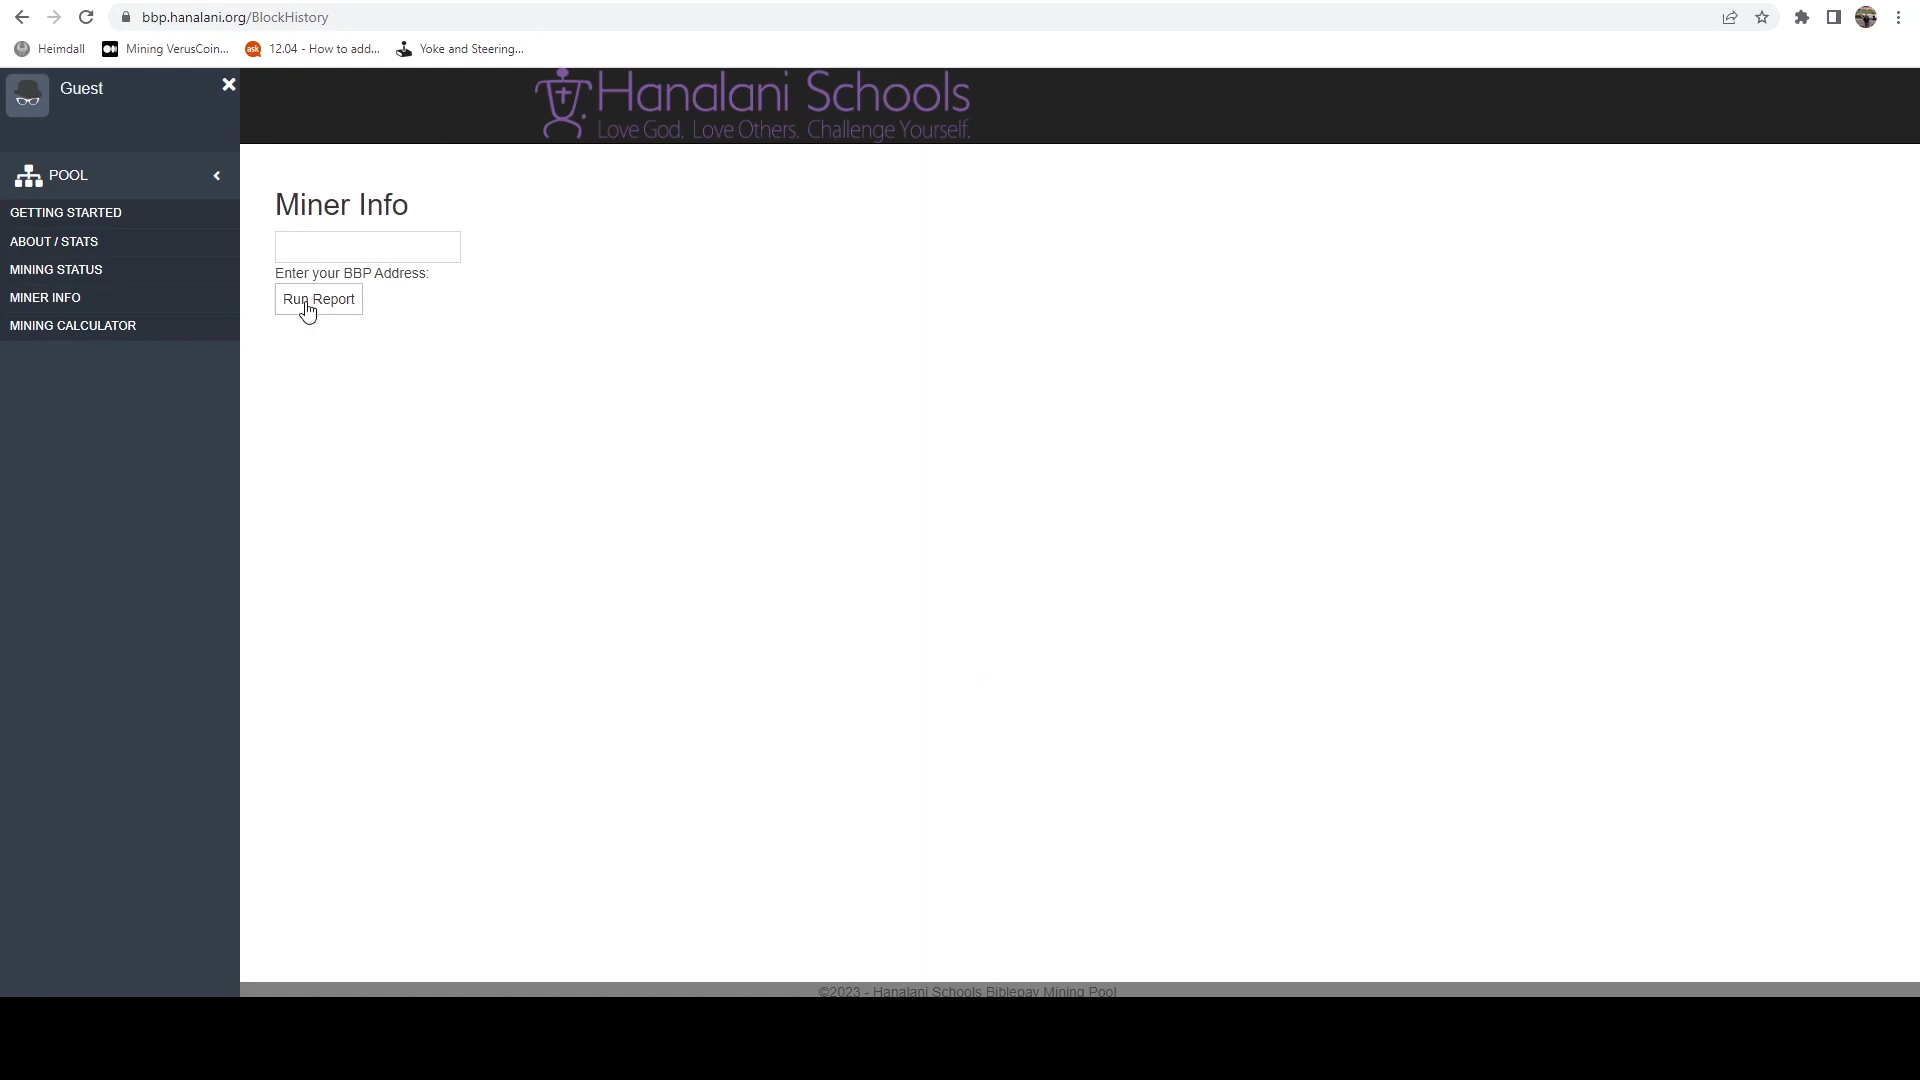 bbp.hanalani.org/BlockHistory
Heimdall Mining VerusCoin... ask 12.04 - How to add... Yoke and Steering...
Guest
Hanalani Schools
Love God. Love Others. Challenge Yourself.
POOL
GETTING STARTED
ABOUT / STATS
MINING STATUS
MINER INFO
MINING CALCULATOR
Miner Info
Enter your BBP Address:
Run Report
©2023 - Hanalani Schools Biblepay Mining Pool